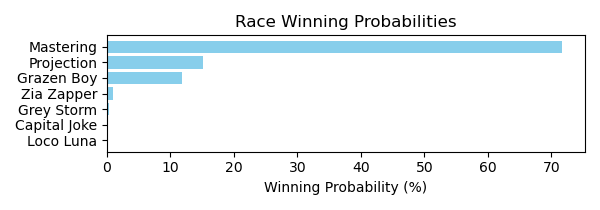 Race Winning Probabilities
Mastering
Projection
Grazen Boy
Zia Zapper
Grey Storm
Capital Joke
Loco Luna
0 10 20 30 40 50 60 70
Winning Probability (%)